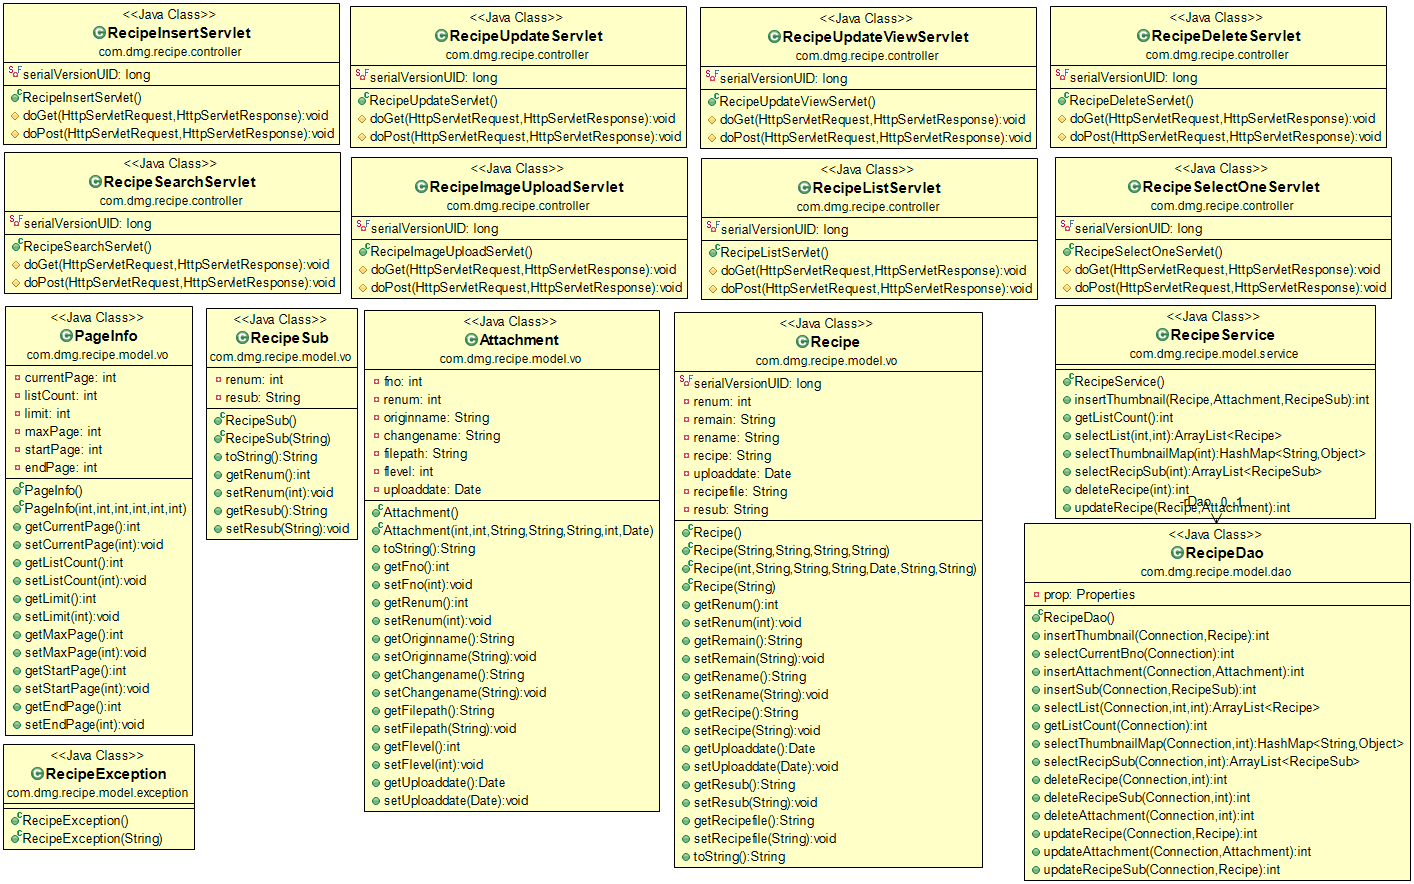 <<Java Class>>
RecipeInsertServlet
com.dmg.recipe.controller
serialVersionUID: long
RecipeInsertServlet()
doGet(HttpServletRequest,HttpServletResponse):void
doPost(HttpServletRequest,HttpServletResponse):void
<<Java Class>>
RecipeUpdateServlet
com.dmg.recipe.controller
serialVersionUID: long
RecipeUpdateServlet()
doGet(HttpServletRequest,HttpServletResponse):void
doPost(HttpServletRequest,HttpServletResponse):void
<<Java Class>>
RecipeUpdateViewServlet
com.dmg.recipe.controller
serialVersionUID: long
RecipeUpdateViewServlet()
doGet(HttpServletRequest,HttpServletResponse):void
doPost(HttpServletRequest,HttpServletResponse):void
<<Java Class>>
RecipeDeleteServlet
com.dmg.recipe.controller
serialVersionUID: long
RecipeDeleteServlet()
doGet(HttpServletRequest,HttpServletResponse):void
doPost(HttpServletRequest,HttpServletResponse):void
<<Java Class>>
RecipeSearchServlet
com.dmg.recipe.controller
serialVersionUID: long
RecipeSearchServlet()
doGet(HttpServletRequest,HttpServletResponse):void
doPost(HttpServletRequest,HttpServletResponse):void
<<Java Class>>
RecipeImageUploadServlet
com.dmg.recipe.controller
serialVersionUID: long
RecipeImageUploadServlet()
doGet(HttpServletRequest,HttpServletResponse):void
doPost(HttpServletRequest,HttpServletResponse):void
<<Java Class>>
RecipeListServlet
com.dmg.recipe.controller
serialVersionUID: long
RecipeListServlet()
doGet(HttpServletRequest,HttpServletResponse):void
doPost(HttpServletRequest,HttpServletResponse):void
<<Java Class>>
RecipeSelectOneServlet
com.dmg.recipe.controller
serialVersionUID: long
RecipeSelectOneServlet()
doGet(HttpServletRequest,HttpServletResponse):void
doPost(HttpServletRequest,HttpServletResponse):void
<<Java Class>>
PageInfo
com.dmg.recipe.model.vo
currentPage: int
listCount: int
limit: int
maxPage: int
startPage: int
endPage: int
PageInfo()
PageInfo(int,int,int,int,int,int)
getCurrentPage():int
setCurrentPage(int):void
getListCount():int
setListCount(int):void
getLimit():int
setLimit(int):void
getMaxPage():int
setMaxPage(int):void
getStartPage():int
setStartPage(int):void
getEndPage():int
setEndPage(int):void
<<Java Class>>
RecipeSub
com.dmg.recipe.model.vo
renum: int
resub: String
RecipeSub()
RecipeSub(String)
toString():String
getRenum():int
setRenum(int):void
getResub():String
setResub(String):void
<<Java Class>>
Attachment
com.dmg.recipe.model.vo
fno: int
renum: int
originname: String
changename: String
filepath: String
flevel: int
uploaddate: Date
Attachment()
Attachment(int,int,String,String,String,int,Date)
toString():String
getFno():int
setFno(int):void
getRenum():int
setRenum(int):void
getOriginname():String
setOriginname(String):void
getChangename():String
setChangename(String):void
getFilepath():String
setFilepath(String):void
getFlevel():int
setFlevel(int):void
getUploaddate():Date
setUploaddate(Date):void
<<Java Class>>
Recipe
com.dmg.recipe.model.vo
serialVersionUID: long
renum: int
remain: String
rename: String
recipe: String
uploaddate: Date
recipefile: String
resub: String
Recipe()
Recipe(String,String,String,String)
Recipe(int,String,String,String,Date,String,String)
Recipe(String)
getRenum():int
setRenum(int):void
getRemain():String
setRemain(String):void
getRename():String
setRename(String):void
getRecipe():String
setRecipe(String):void
getUploaddate():Date
setUploaddate(Date):void
getResub():String
setResub(String):void
getRecipefile():String
setRecipefile(String):void
toString():String
<<Java Class>>
RecipeService
com.dmg.recipe.model.service
RecipeService()
insertThumbnail(Recipe,Attachment,RecipeSub):int
getListCount():int
selectList(int,int):ArrayList<Recipe>
selectThumbnailMap(int):HashMap<String,Object>
selectRecipSub(int):ArrayList<RecipeSub>
deleteRecipe(int):int
-rDao 0..1
updateRecipe(Recipe,Attachment):int
<<Java Class>>
RecipeDao
com.dmg.recipe.model.dao
prop: Properties
RecipeDao()
insertThumbnail(Connection,Recipe):int
selectCurrentBno(Connection):int
insertAttachment(Connection,Attachment):int
insertSub(Connection,RecipeSub):int
selectList(Connection,int,int):ArrayList<Recipe>
getListCount(Connection):int
selectThumbnailMap(Connection,int):HashMap<String,Object>
selectRecipSub(Connection,int):ArrayList<RecipeSub>
deleteRecipe(Connection,int):int
deleteRecipeSub(Connection,int):int
deleteAttachment(Connection,int):int
updateRecipe(Connection,Recipe):int
updateAttachment(Connection,Attachment):int
updateRecipeSub(Connection,Recipe):int
<<Java Class>>
RecipeException
com.dmg.recipe.model.exception
RecipeException()
RecipeException(String)